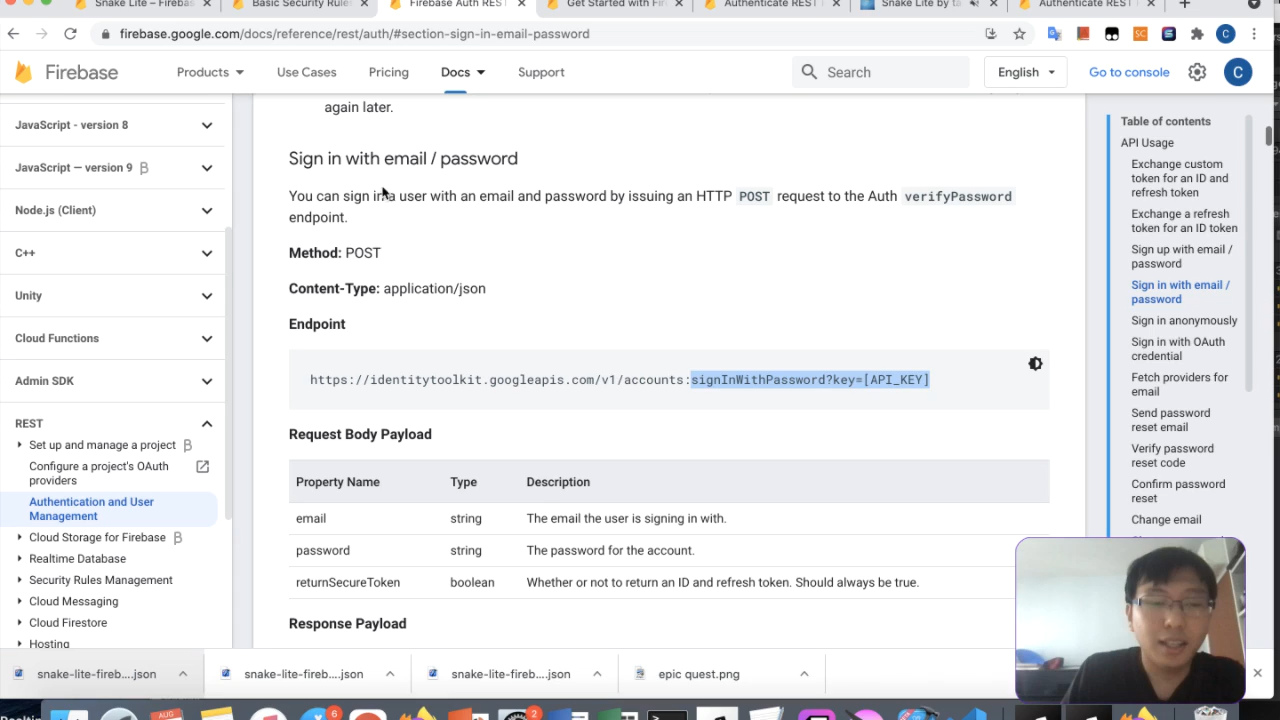 Snake Lite – Firebas
Basic Security Rules
Firebase Auth REST
Get Started with Fir
Authenticate REST
Snake Lite by ta
Authenticate REST
firebase.google.com/docs/reference/rest/auth/#section-sign-in-email-password
SC
C
Firebase
Products
Use Cases
Pricing
Docs
Support
Search
English
Go to console
C
JavaScript - version 8
JavaScript — version 9 β
Node.js (Client)
C++
Unity
Cloud Functions
Admin SDK
REST
Set up and manage a project β
Configure a project's OAuth
providers
Authentication and User
Management
Cloud Storage for Firebase β
Realtime Database
Security Rules Management
Cloud Messaging
Cloud Firestore
Hosting
again later.
Sign in with email / password
You can sign in a user with an email and password by issuing an HTTP POST request to the Auth verifyPassword
endpoint.
Method: POST
Content-Type: application/json
Endpoint
https://identitytoolkit.googleapis.com/v1/accounts:signInWithPassword?key=[API_KEY]
Request Body Payload
Property Name Type Description
email string The email the user is signing in with.
password string The password for the account.
returnSecureToken boolean Whether or not to return an ID and refresh token. Should always be true.
Response Payload
Table of contents
API Usage
Exchange custom
token for an ID and
refresh token
Exchange a refresh
token for an ID token
Sign up with email /
password
Sign in with email /
password
Sign in anonymously
Sign in with OAuth
credential
Fetch providers for
email
Send password
reset email
Verify password
reset code
Confirm password
reset
Change email
snake-lite-fireb....json
snake-lite-fireb....json
snake-lite-fireb....json
epic quest.png
AUG
6
2